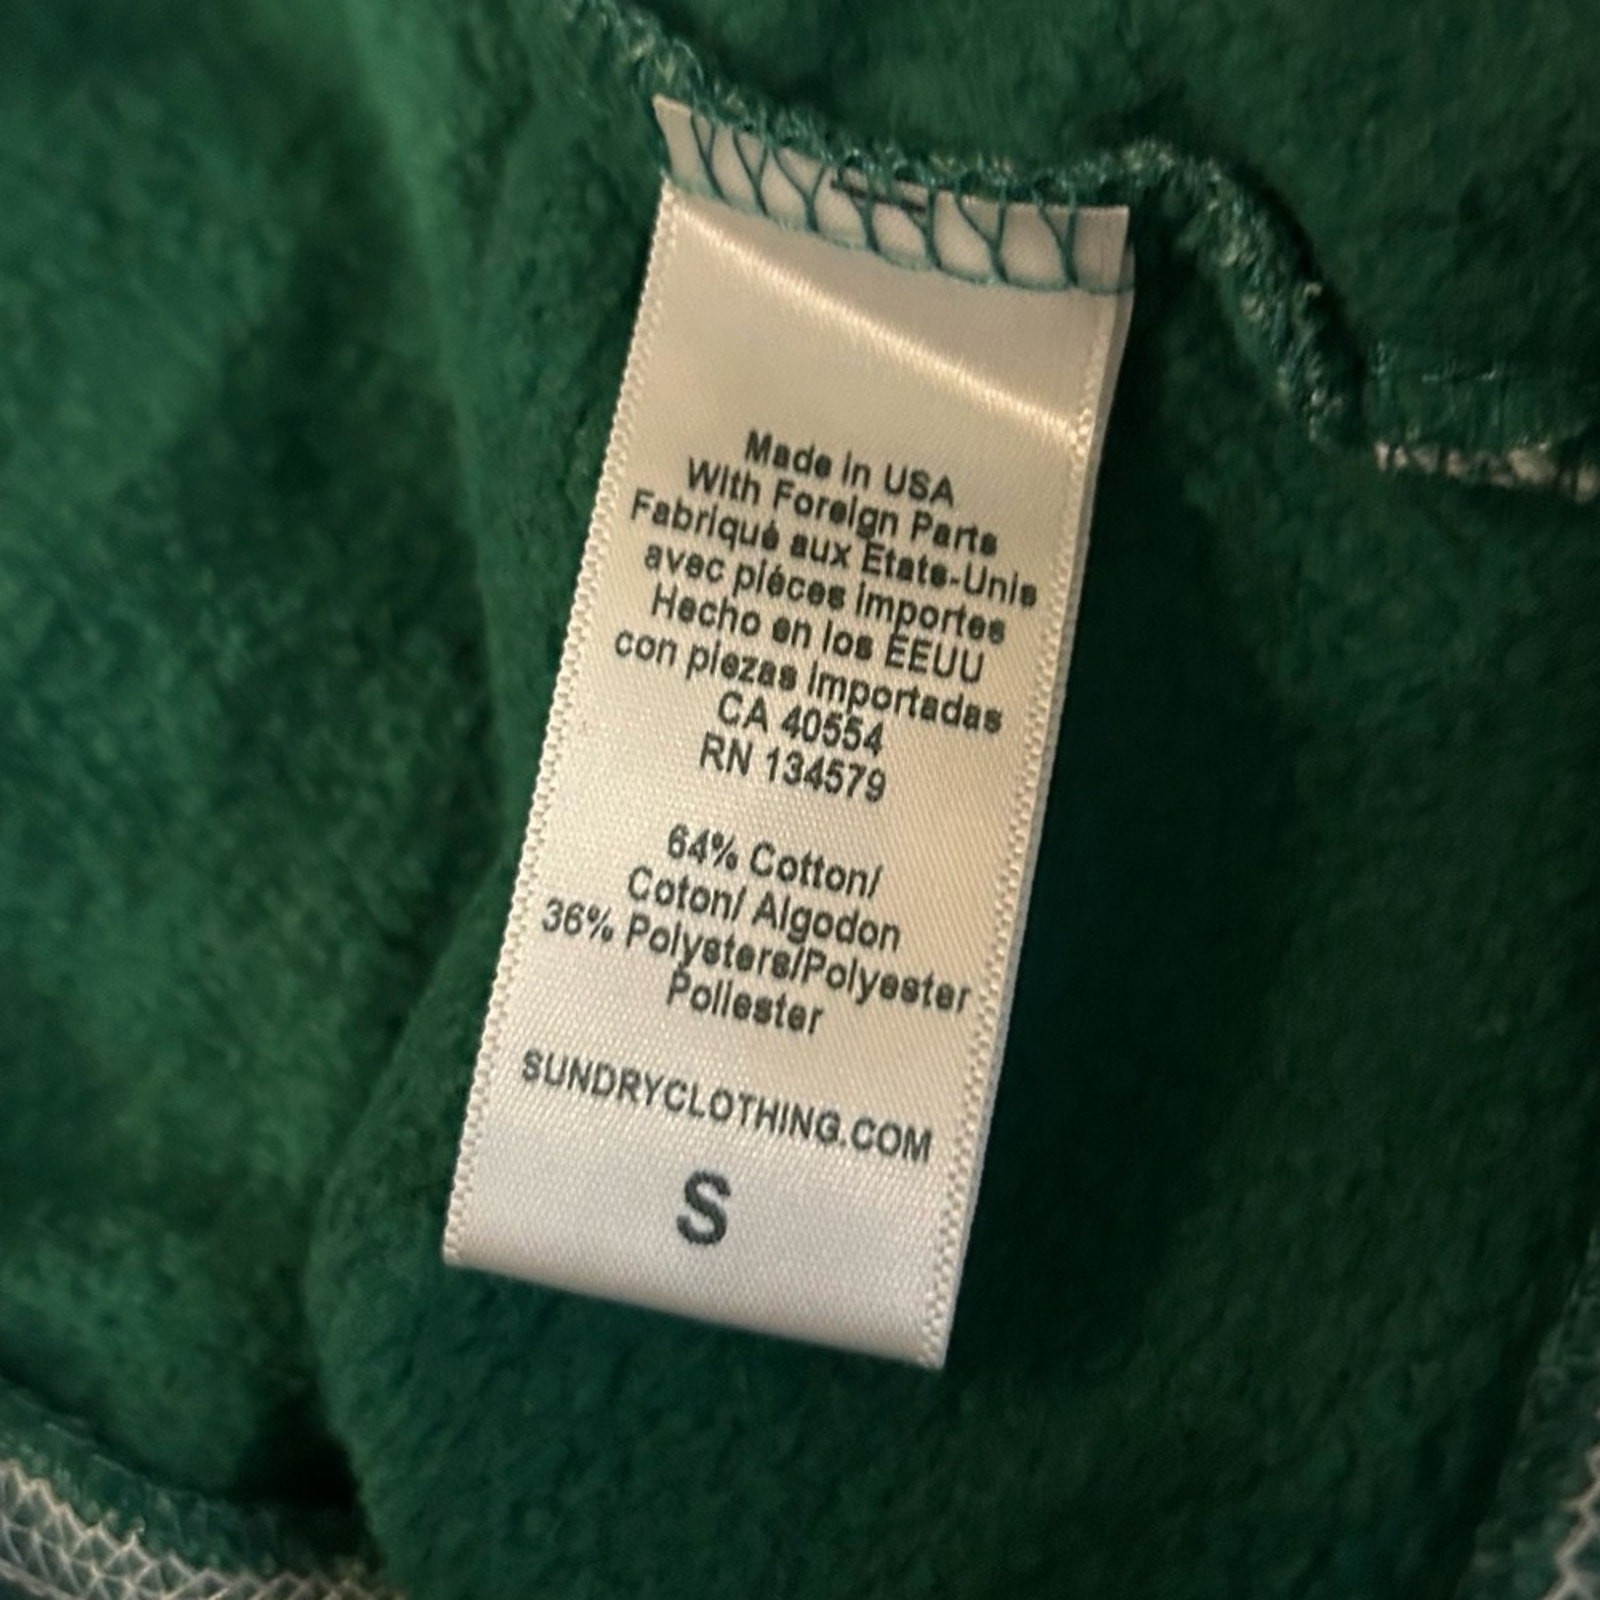 Made in USA
With Foreign Parts
Fabriqué aux Etats-Unis
avec piéces importes
Hecho en los EEUU
con piezas importadas
CA 40554
RN 134579
64% Cotton/
Coton/ Algodon
36% Polysters/Polyester
Poliester
SUNDRYCLOTHING.COM
S